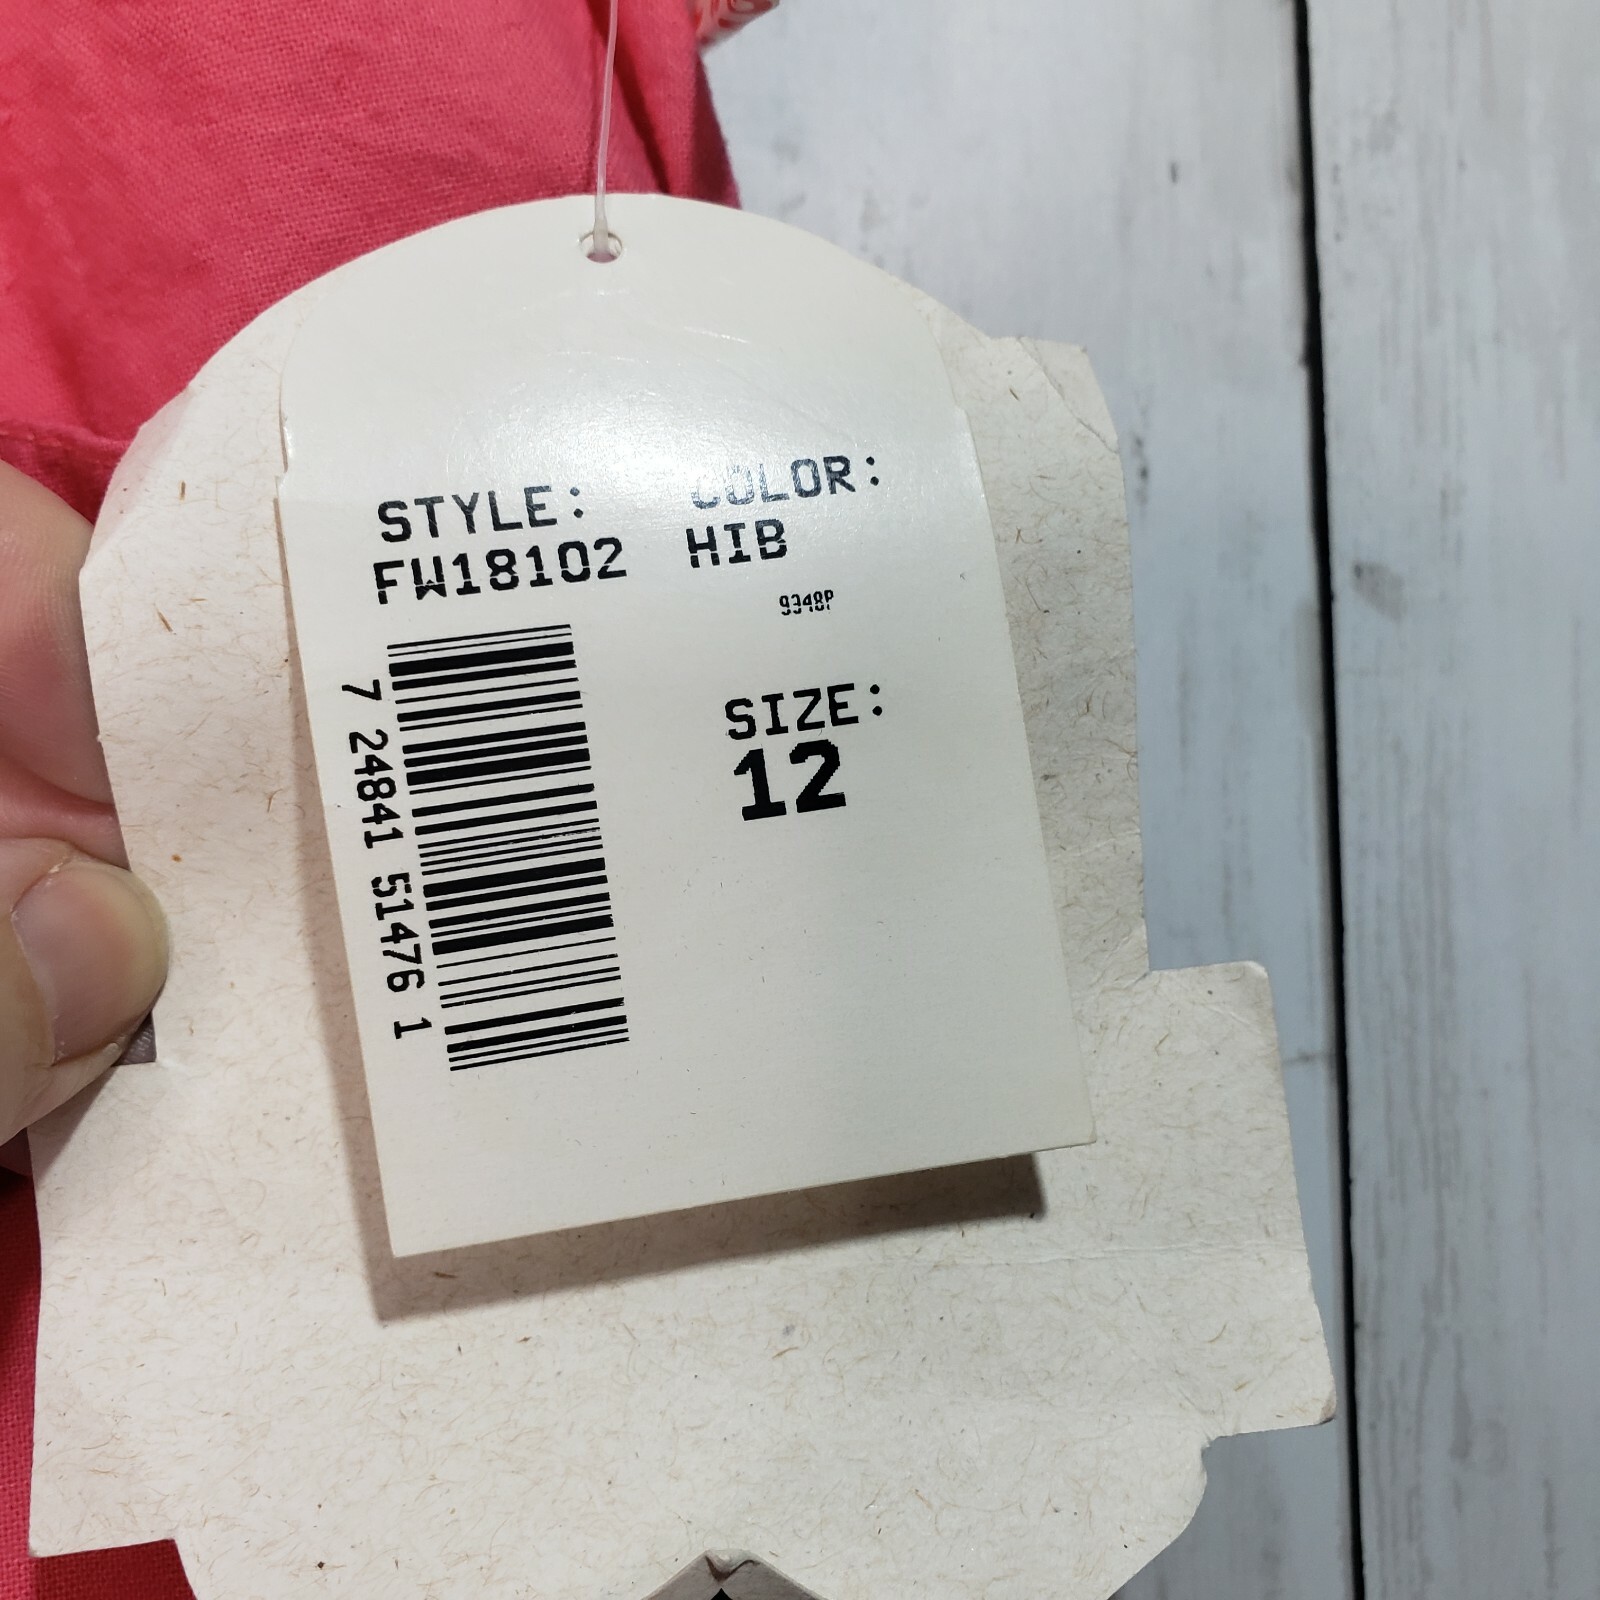 STYLE: COLOR:
FW18102 HIB
9348P
SIZE:
12
7 24841 51476 1